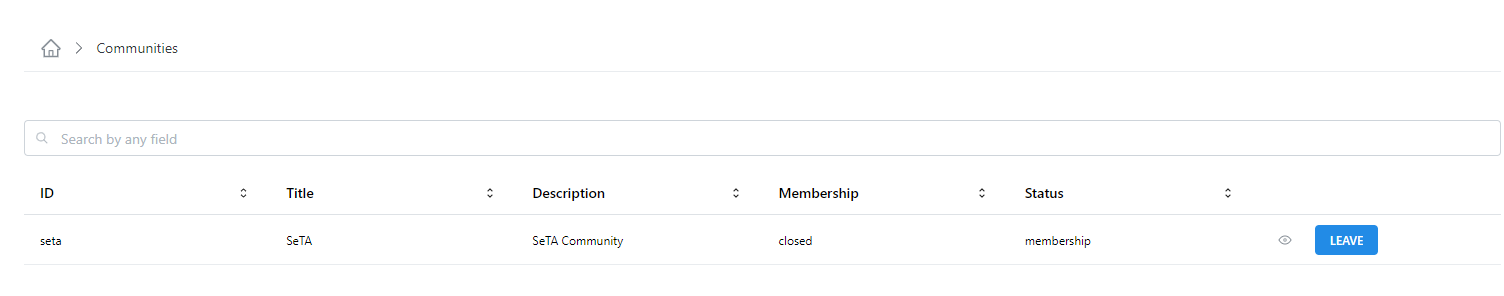 Communities
Search by any field
ID Title Description Membership Status
seta SeTA SeTA Community closed membership LEAVE